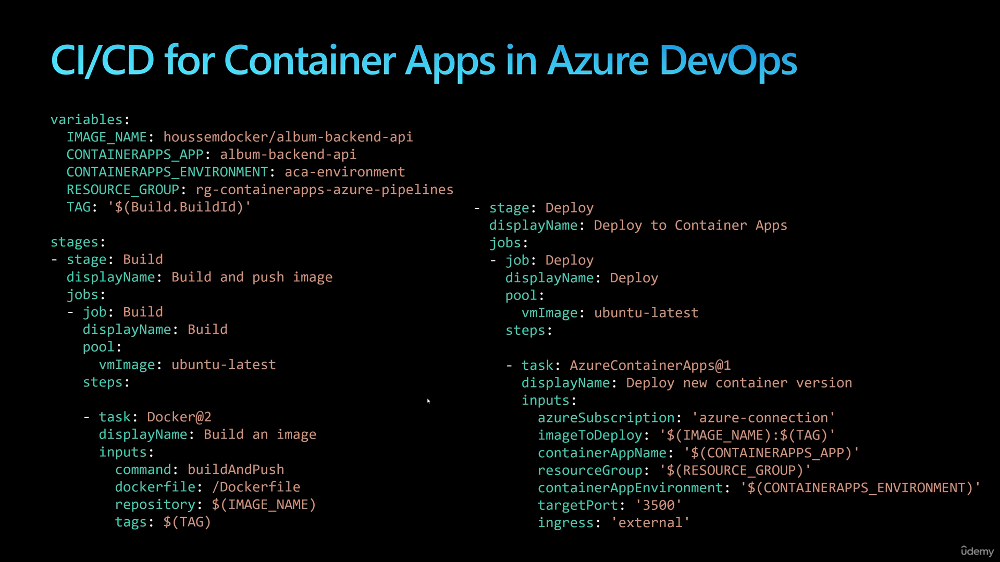 CI/CD for Container Apps in Azure DevOps
variables:
  IMAGE_NAME: houssemdocker/album-backend-api
  CONTAINERAPPS_APP: album-backend-api
  CONTAINERAPPS_ENVIRONMENT: aca-environment
  RESOURCE_GROUP: rg-containerapps-azure-pipelines
  TAG: '$(Build.BuildId)'
stages:
- stage: Build
  displayName: Build and push image
  jobs:
  - job: Build
    displayName: Build
    pool:
      vmImage: ubuntu-latest
    steps:
    - task: Docker@2
      displayName: Build an image
      inputs:
        command: buildAndPush
        dockerfile: /Dockerfile
        repository: $(IMAGE_NAME)
        tags: $(TAG)
- stage: Deploy
  displayName: Deploy to Container Apps
  jobs:
  - job: Deploy
    displayName: Deploy
    pool:
      vmImage: ubuntu-latest
    steps:
    - task: AzureContainerApps@1
      displayName: Deploy new container version
      inputs:
        azureSubscription: 'azure-connection'
        imageToDeploy: '$(IMAGE_NAME):$(TAG)'
        containerAppName: '$(CONTAINERAPPS_APP)'
        resourceGroup: '$(RESOURCE_GROUP)'
        containerAppEnvironment: '$(CONTAINERAPPS_ENVIRONMENT)'
        targetPort: '3500'
        ingress: 'external'
ûdemy